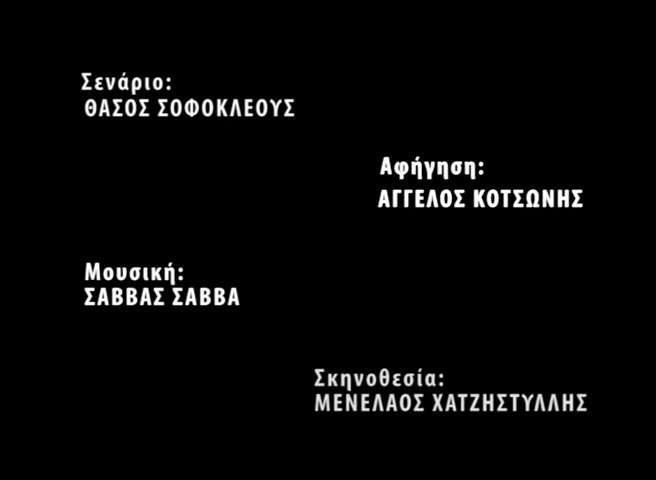 Σενάριο:
ΘΑΣΟΣ ΣΟΦΟΚΛΕΟΥΣ
Αφήγηση:
ΑΓΓΕΛΟΣ ΚΟΤΣΩΝΗΣ
Μουσική:
ΣΑΒΒΑΣ ΣΑΒΒΑ
Σκηνοθεσία:
ΜΕΝΕΛΑΟΣ ΧΑΤΖΗΣΤΥΛΛΗΣ